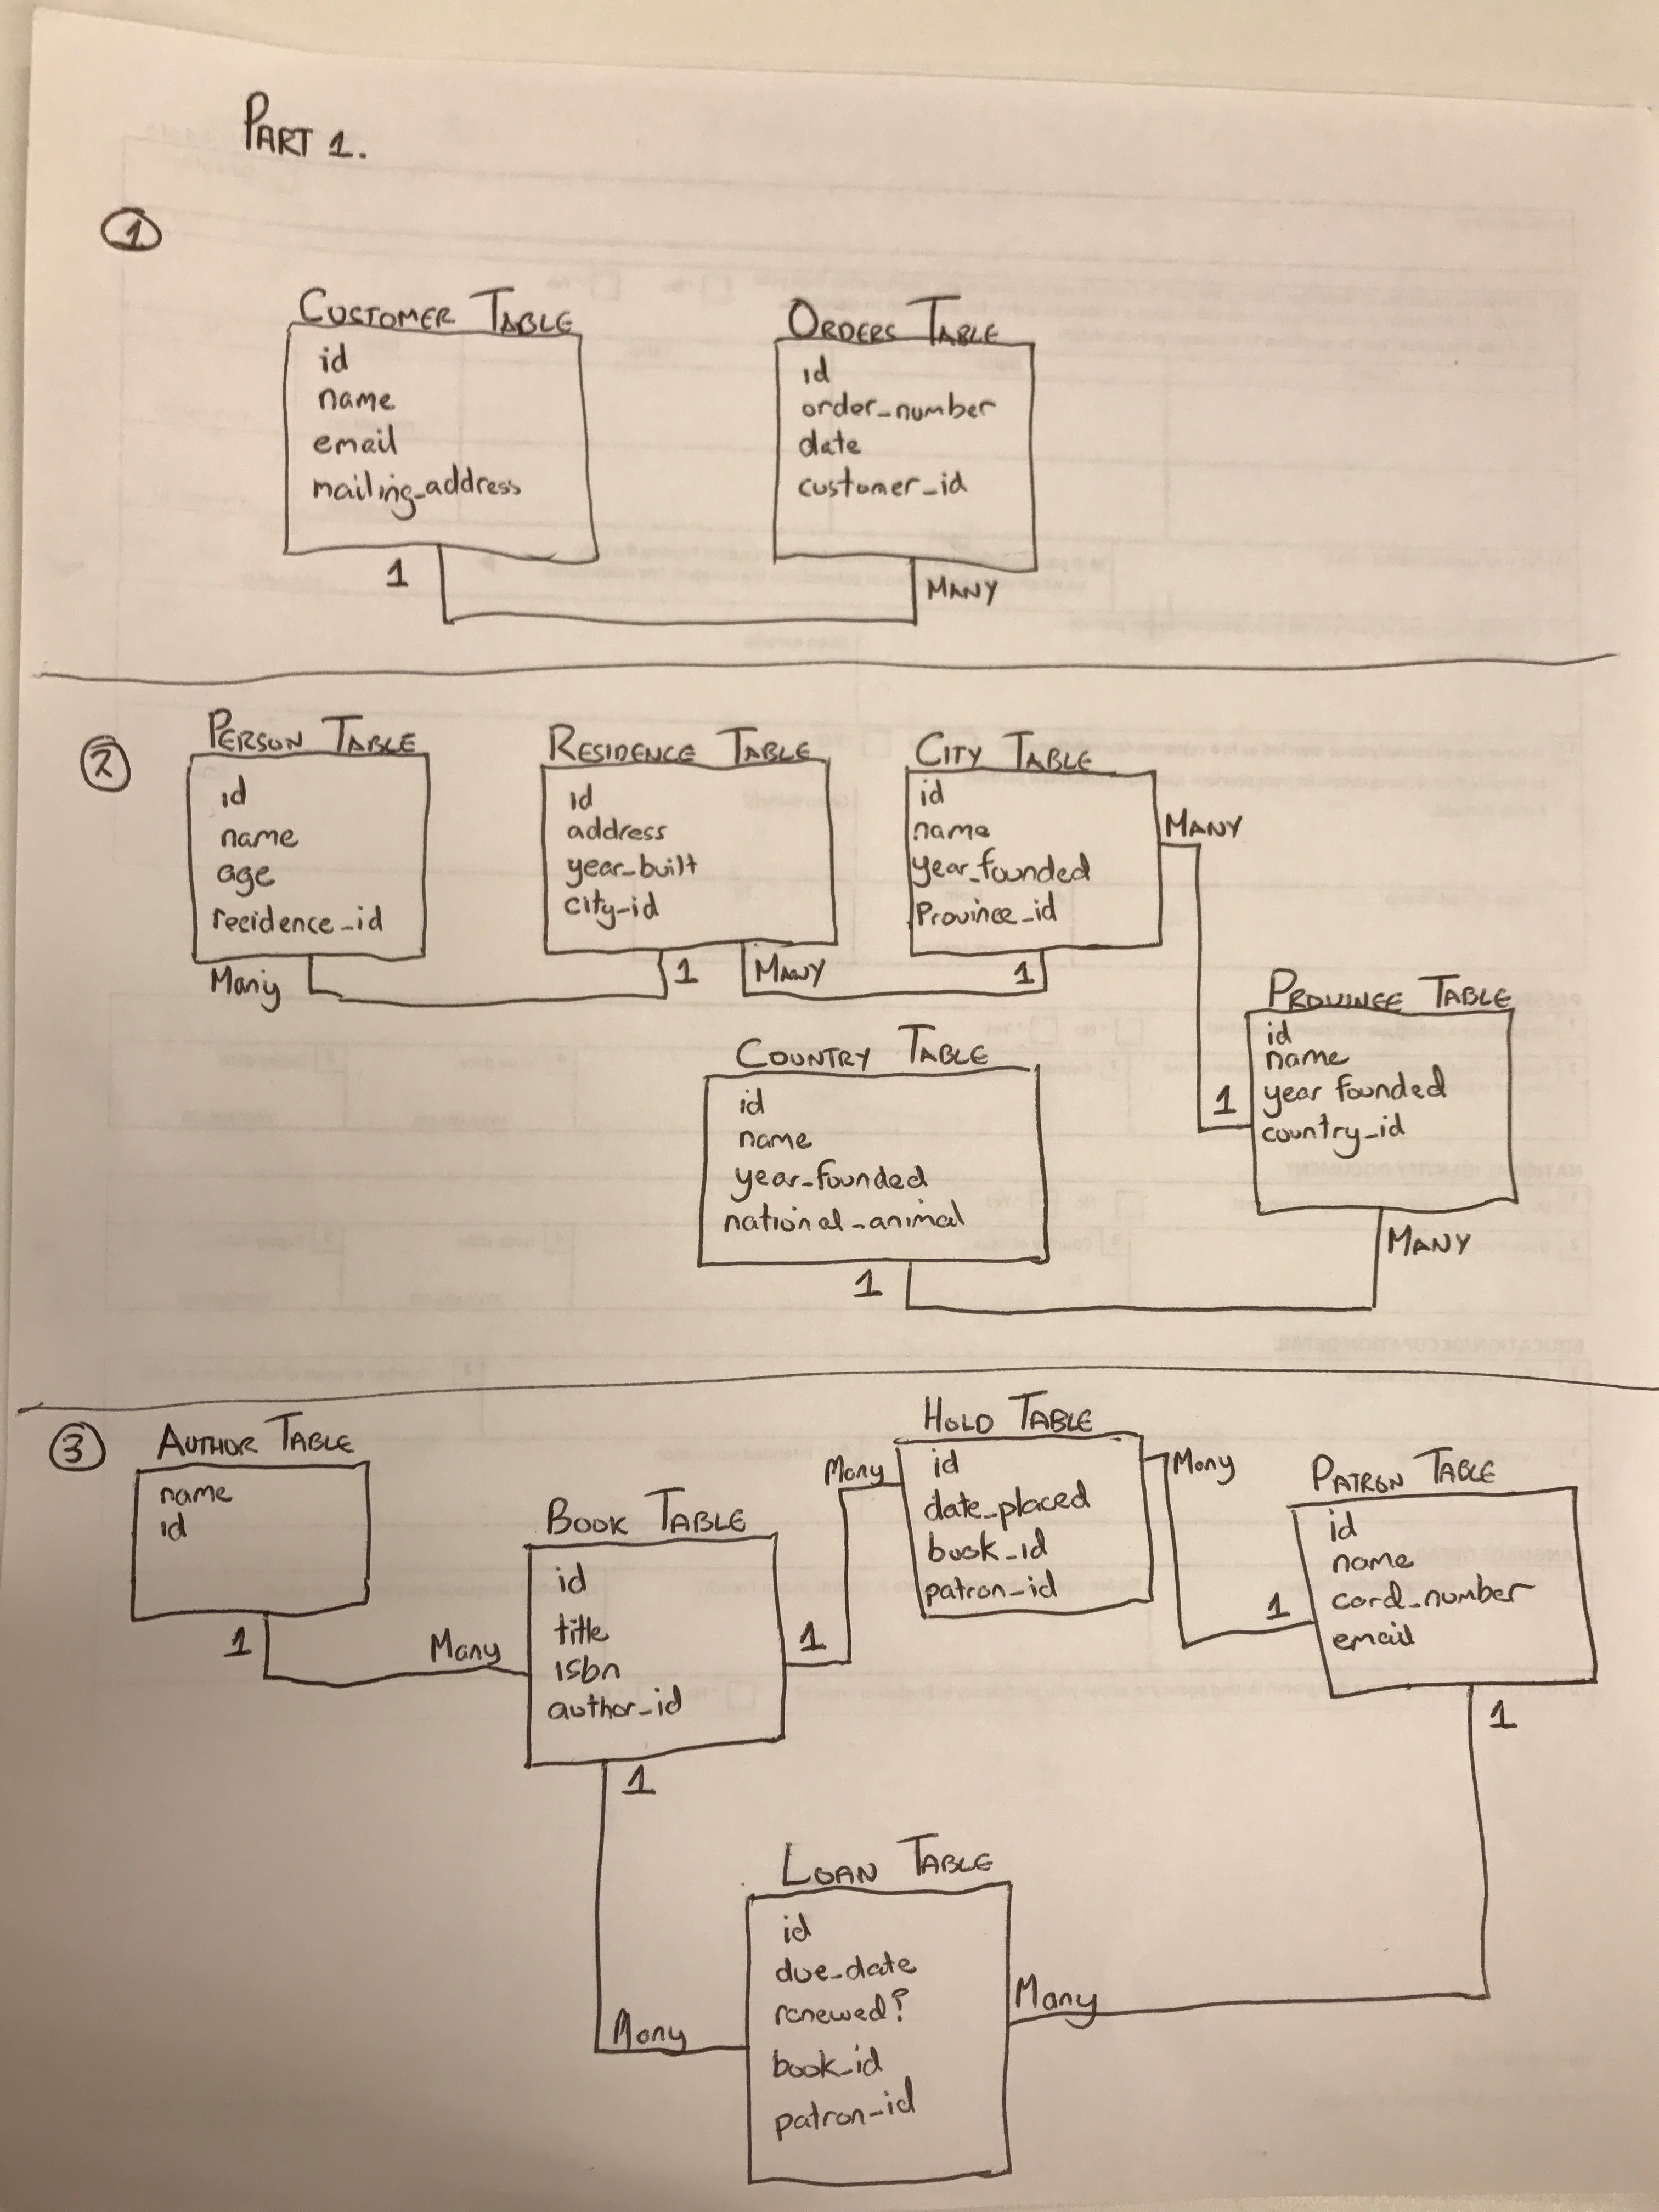 PART 1.
1
CUSTOMER TABLE
id
name
email
mailing_address
1
ORDERS TABLE
id
order_number
date
customer_id
MANY
2
PERSON TABLE
id
name
age
recidence_id
Many
RESIDENCE TABLE
id
address
year_built
city_id
1
MANY
CITY TABLE
id
name
year_founded
Province_id
1
MANY
PROVINCE TABLE
id
name
year founded
country_id
1
MANY
COUNTRY TABLE
id
name
year_founded
national_animal
1
3
AUTHOR TABLE
name
id
1
Many
BOOK TABLE
id
title
isbn
author_id
1
1
Many
HOLD TABLE
id
date_placed
book_id
patron_id
Many
PATRON TABLE
id
name
card_number
email
1
1
LOAN TABLE
id
due_date
renewed?
book_id
patron_id
Many
Many